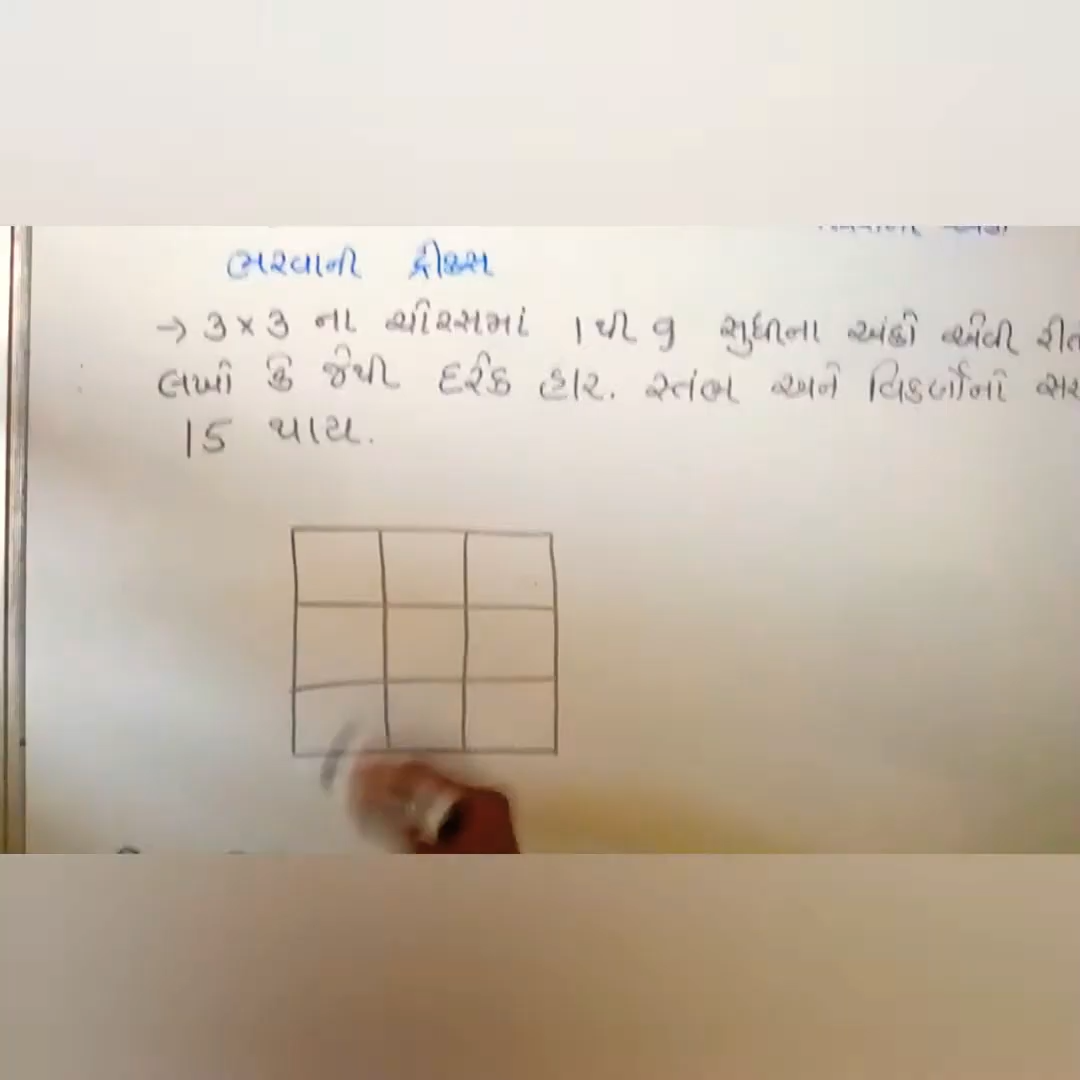 ભરવાની ટ્રીક્સ
→ 3 × 3 ના ચોરસમાં 1 થી 9 સુધીના અંકો એવી રીત
લખો કે જેથી દરેક હાર. સ્તંભ અને વિકર્ણોનો સર
15 થાય.